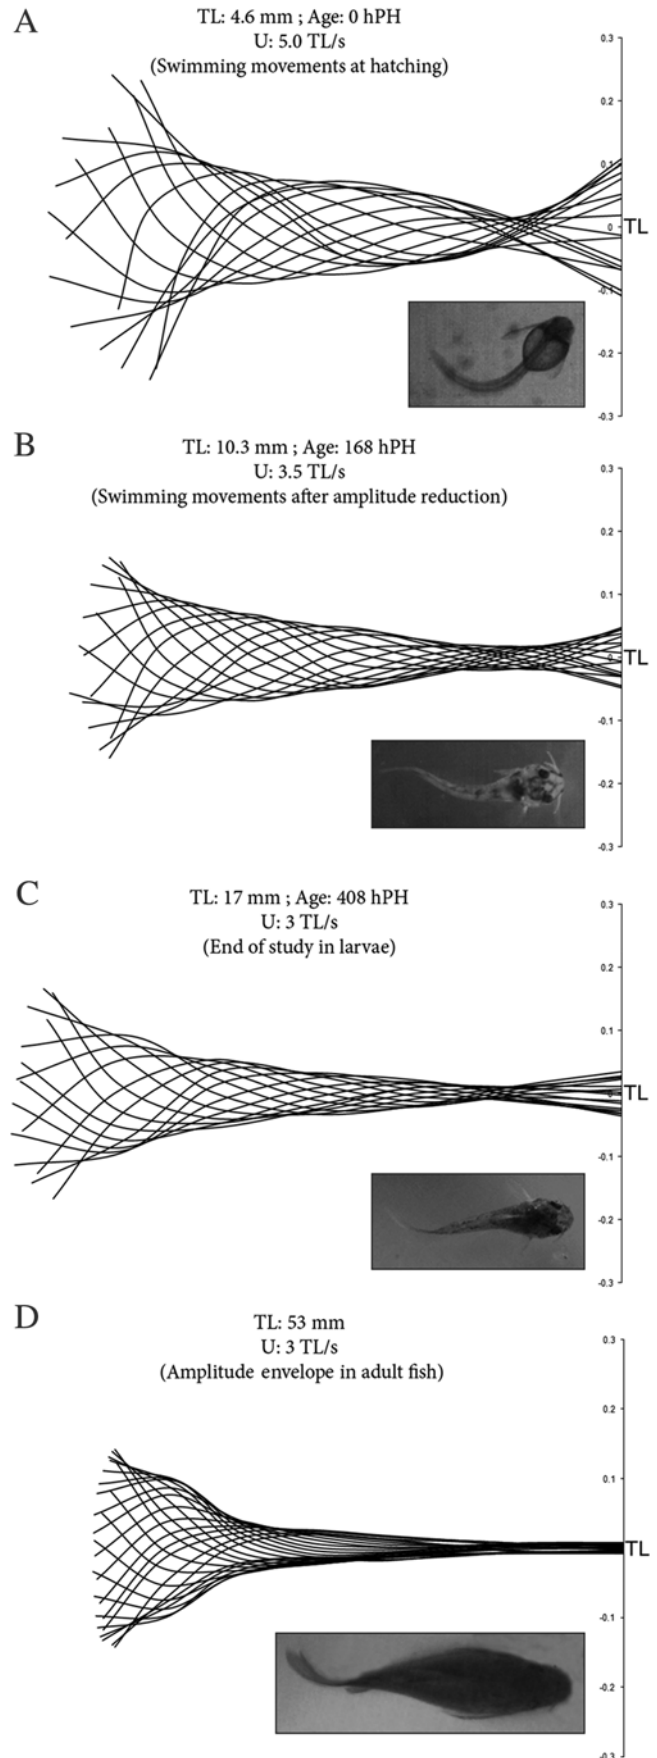 A
TL: 4.6 mm ; Age: 0 hPH
U: 5.0 TL/s
(Swimming movements at hatching)
0.3
0.2
0.1
0
TL
-0.1
-0.2
-0.3
B
TL: 10.3 mm ; Age: 168 hPH
U: 3.5 TL/s
(Swimming movements after amplitude reduction)
0.3
0.2
0.1
0
TL
-0.1
-0.2
-0.3
C
TL: 17 mm ; Age: 408 hPH
U: 3 TL/s
(End of study in larvae)
0.3
0.2
0.1
0
TL
-0.1
-0.2
-0.3
D
TL: 53 mm
U: 3 TL/s
(Amplitude envelope in adult fish)
0.3
0.2
0.1
TL
-0.1
-0.2
-0.3